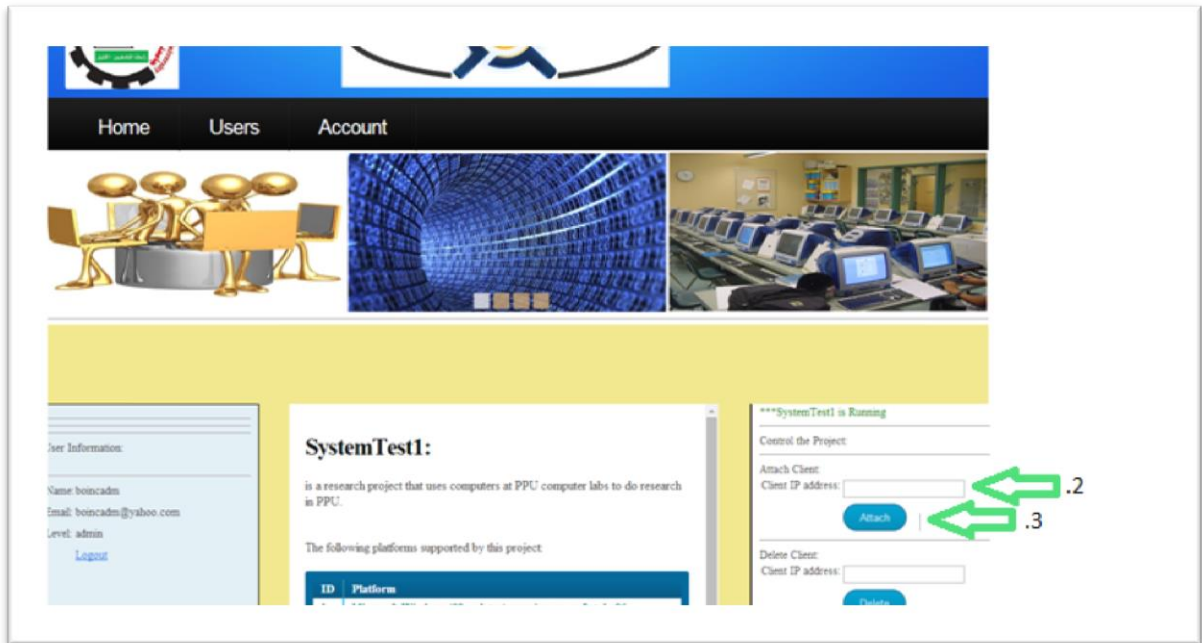 Home Users Account
User Information:
Name: boincadm
Email: boincadm@yahoo.com
Level: admin
Logout
SystemTest1:
is a research project that uses computers at PPU computer labs to do research
in PPU.
The following platforms supported by this project:
ID Platform
***SystemTest1 is Running
Control the Project:
Attach Client:
Client IP address:
.2
Attach
.3
Delete Client:
Client IP address:
Delete